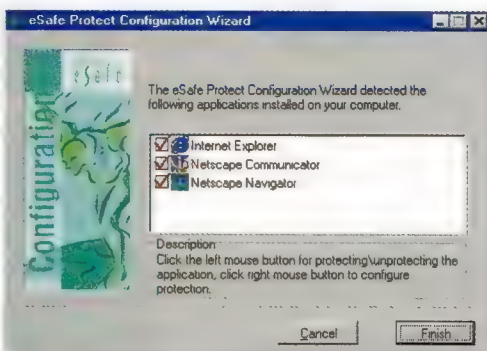 eSafe Protect Configuration Wizard
eSafe
Configuration
The eSafe Protect Configuration Wizard detected the
following applications installed on your computer.
Internet Explorer
Netscape Communicator
Netscape Navigator
Description
Click the left mouse button for protecting\unprotecting the
application, click right mouse button to configure
protection.
Cancel
Finish